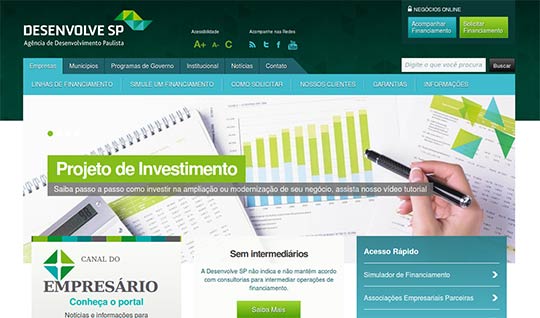 DESENVOLVE SP
Agência de Desenvolvimento Paulista
Acessibilidade
A+ A- C
Acompanhe nas Redes
NEGÓCIOS ONLINE
Acompanhar
Financiamento
Solicitar
Financiamento
Empresas Municípios Programas de Governo Institucional Notícias Contato
Digite o que você procura
Buscar
LINHAS DE FINANCIAMENTO SIMULE UM FINANCIAMENTO COMO SOLICITAR NOSSOS CLIENTES GARANTIAS INFORMAÇÕES
Projeto de Investimento
Saiba passo a passo como investir na ampliação ou modernização de seu negócio, assista nosso vídeo tutorial
CANAL DO
EMPRESÁRIO
Conheça o portal
Notícias e informações para
Sem intermediários
A Desenvolve SP não indica e não mantém acordo
com consultorias para intermediar operações de
financiamento.
Saiba Mais
Acesso Rápido
Simulador de Financiamento
Associações Empresariais Parceiras